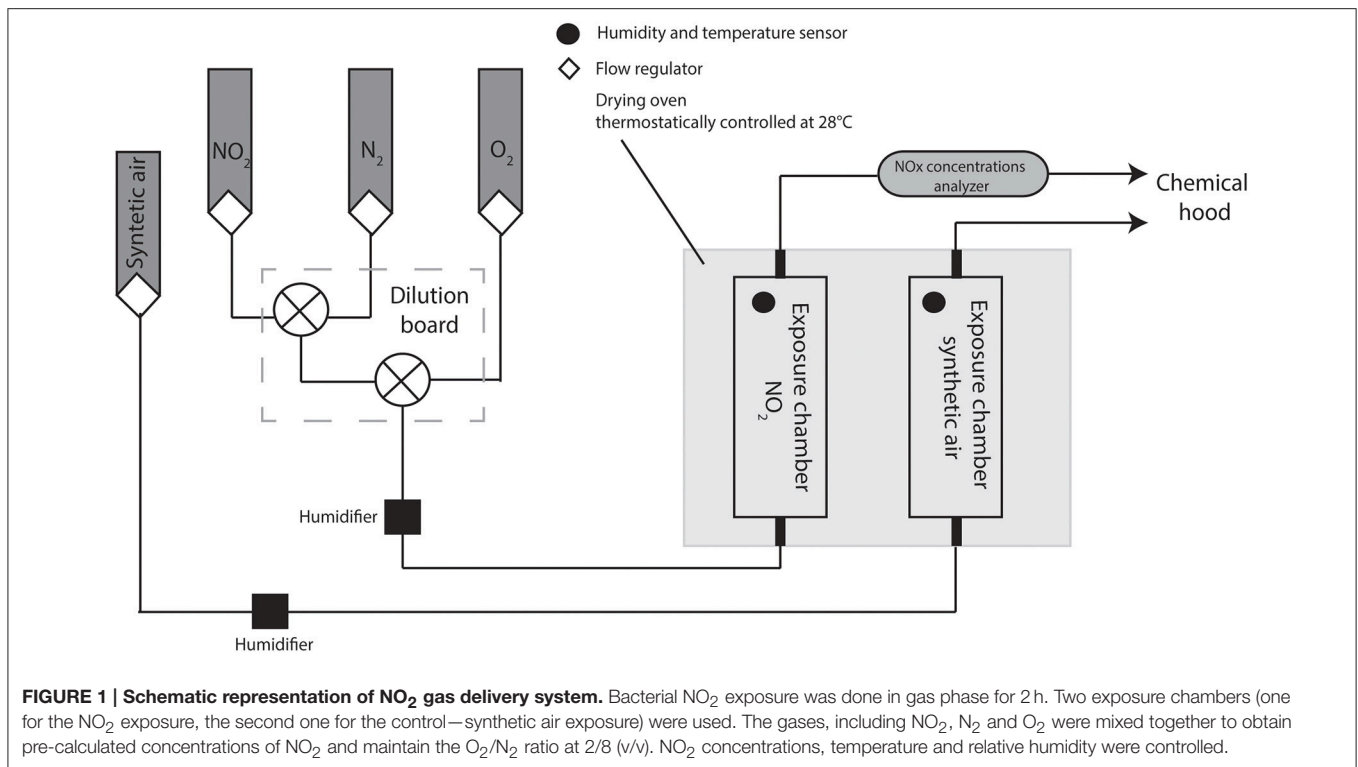 Humidity and temperature sensor
Flow regulator
Drying oven
thermostatically controlled at 28°C
Syntetic air
NO₂
N₂
O₂
Dilution
board
NOx concentrations
analyzer
Chemical
hood
Exposure chamber
NO₂
Exposure chamber
synthetic air
Humidifier
Humidifier
FIGURE 1 | Schematic representation of NO₂ gas delivery system. Bacterial NO₂ exposure was done in gas phase for 2 h. Two exposure chambers (one
for the NO₂ exposure, the second one for the control—synthetic air exposure) were used. The gases, including NO₂, N₂ and O₂ were mixed together to obtain
pre-calculated concentrations of NO₂ and maintain the O₂/N₂ ratio at 2/8 (v/v). NO₂ concentrations, temperature and relative humidity were controlled.